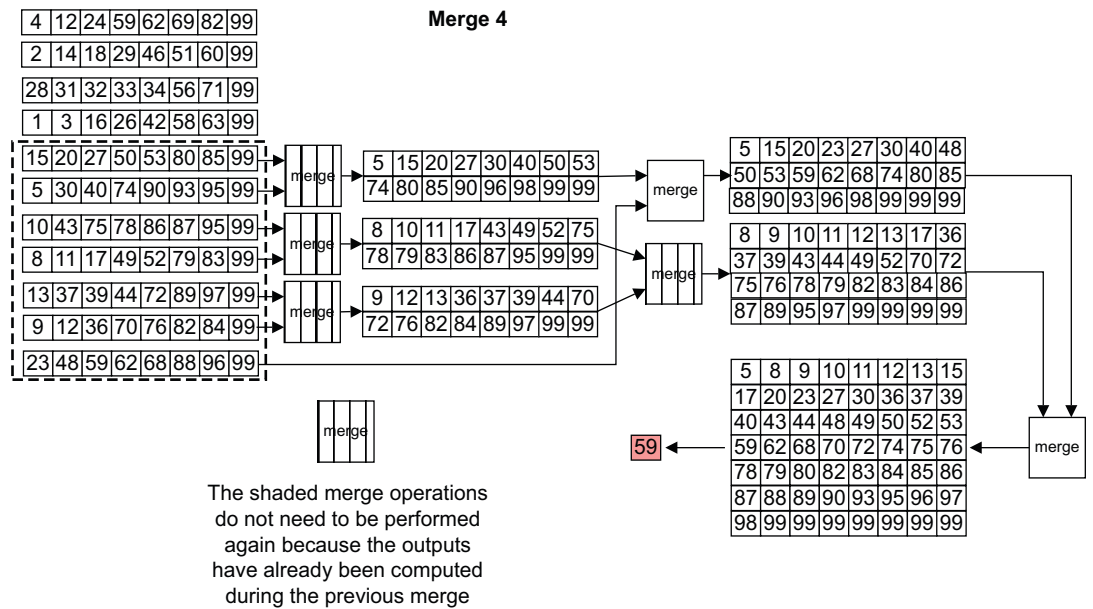 Merge 4
4 12 24 59 62 69 82 99
2 14 18 29 46 51 60 99
28 31 32 33 34 56 71 99
1 3 16 26 42 58 63 99
15 20 27 50 53 80 85 99
5 30 40 74 90 93 95 99
10 43 75 78 86 87 95 99
8 11 17 49 52 79 83 99
13 37 39 44 72 89 97 99
9 12 36 70 76 82 84 99
23 48 59 62 68 88 96 99
merge
merge
merge
5 15 20 27 30 40 50 53
74 80 85 90 96 98 99 99
8 10 11 17 43 49 52 75
78 79 83 86 87 95 99 99
9 12 13 36 37 39 44 70
72 76 82 84 89 97 99 99
merge
merge
5 15 20 23 27 30 40 48
50 53 59 62 68 74 80 85
88 90 93 96 98 99 99 99
8 9 10 11 12 13 17 36
37 39 43 44 49 52 70 72
75 76 78 79 82 83 84 86
87 89 95 97 99 99 99 99
merge
5 8 9 10 11 12 13 15
17 20 23 27 30 36 37 39
40 43 44 48 49 50 52 53
59 62 68 70 72 74 75 76
78 79 80 82 83 84 85 86
87 88 89 90 93 95 96 97
98 99 99 99 99 99 99 99
59
merge
The shaded merge operations
do not need to be performed
again because the outputs
have already been computed
during the previous merge